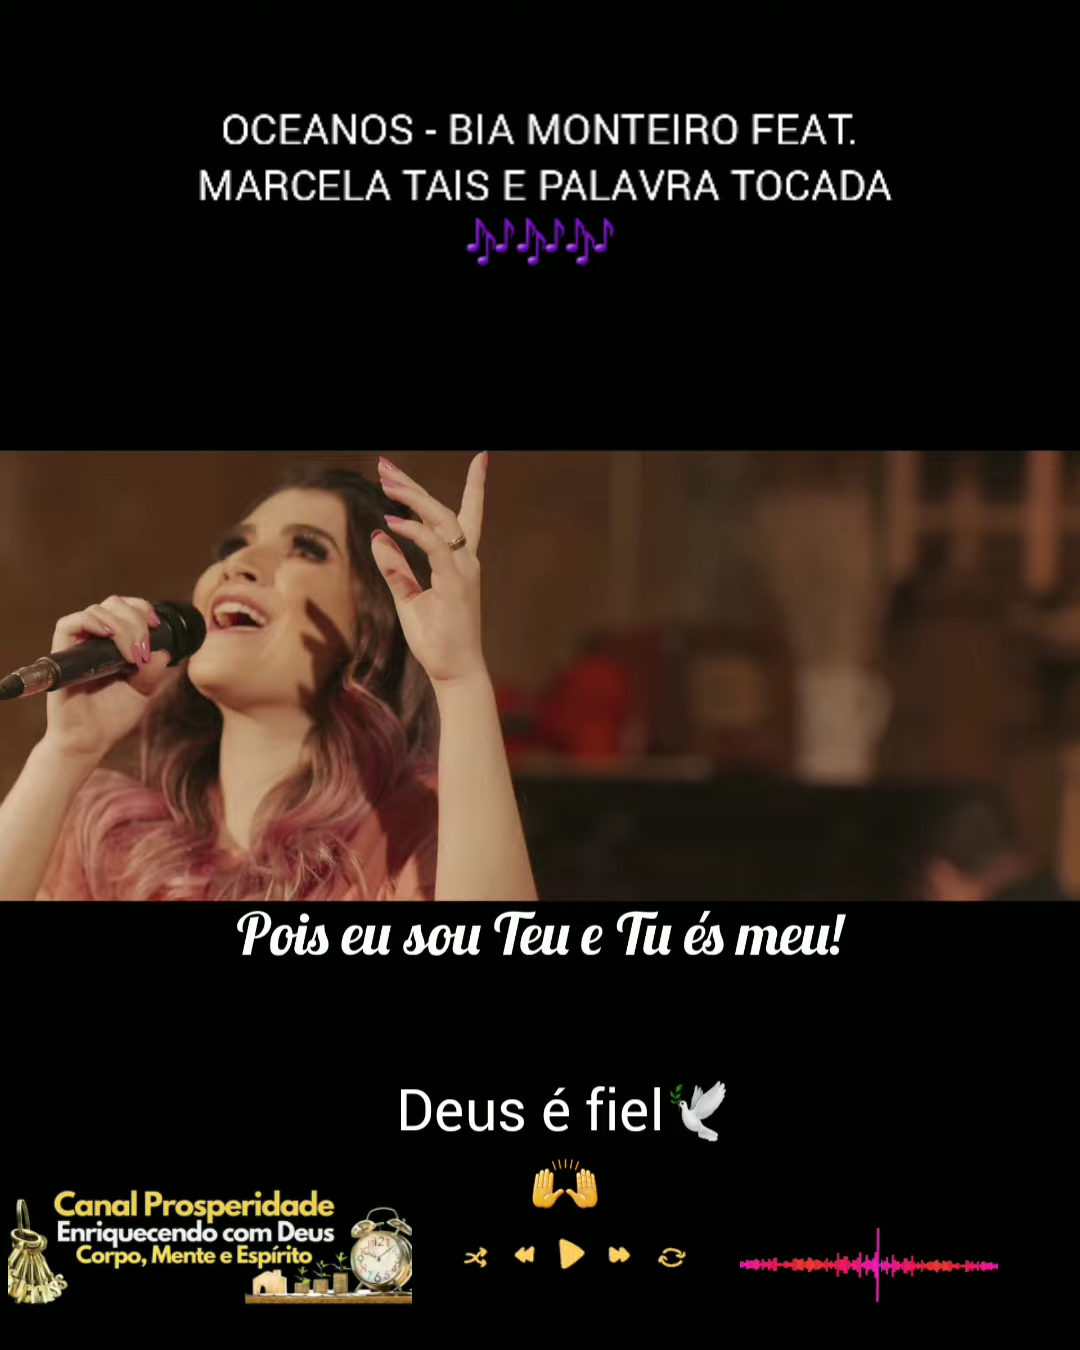 OCEANOS - BIA MONTEIRO FEAT.
MARCELA TAIS E PALAVRA TOCADA
🎶🎶🎶
Pois eu sou Teu e Tu és meu!
Deus é fiel🕊️
🙌
Canal Prosperidade
Enriquecendo com Deus
Corpo, Mente e Espírito